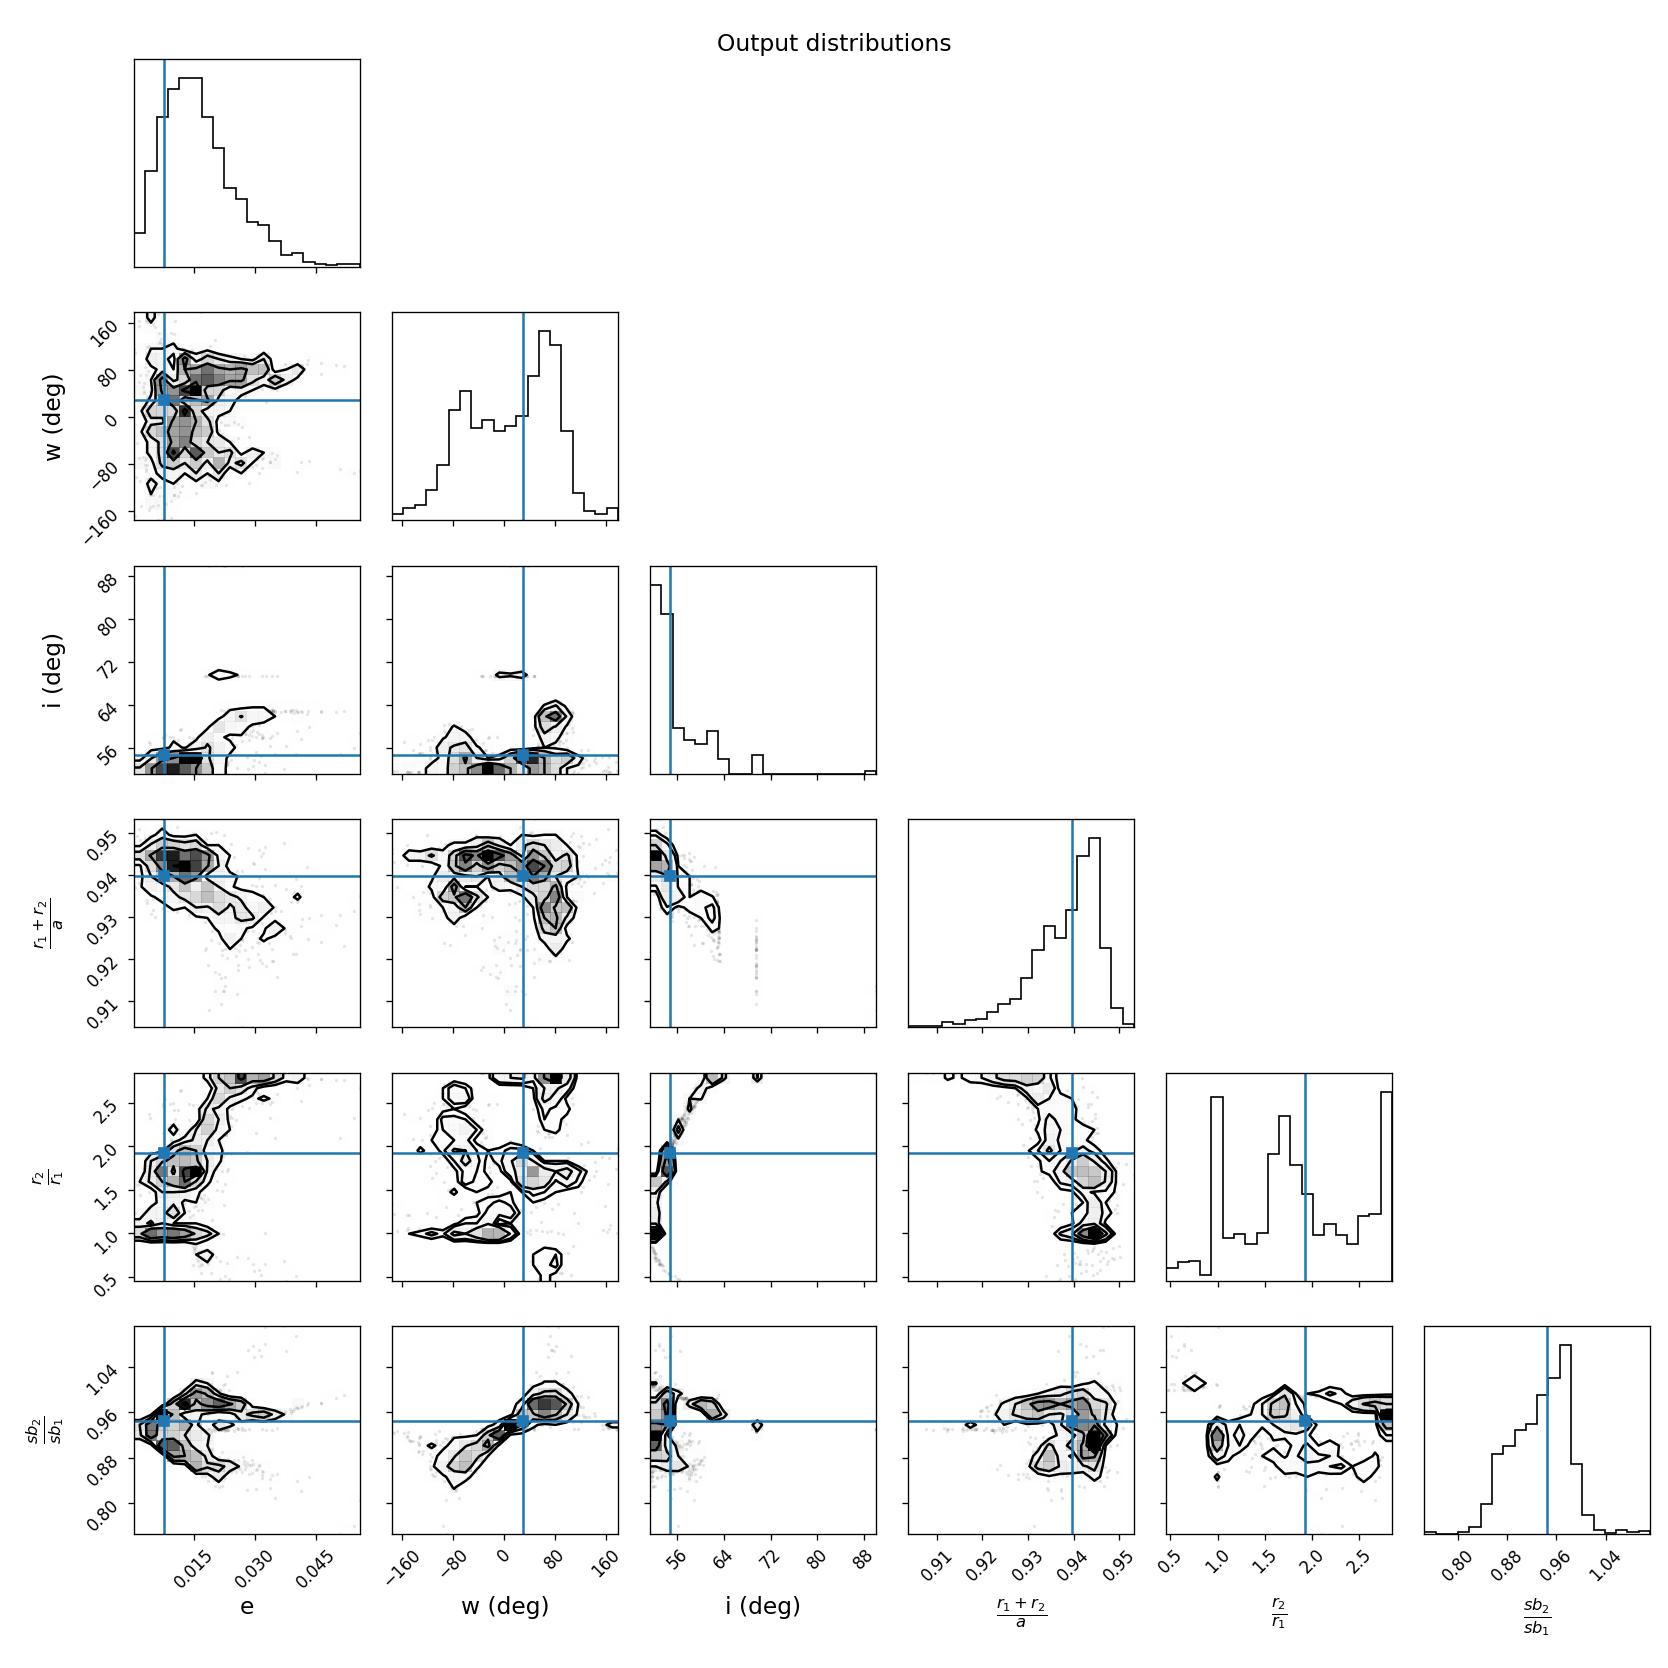 Output distributions
w (deg)
160
80
0
−80
−160
i (deg)
88
80
72
64
56
r₁ + r₂
a
0.95
0.94
0.93
0.92
0.91
r₂
r₁
2.5
2.0
1.5
1.0
0.5
sb₂
sb₁
1.04
0.96
0.88
0.80
0.015 0.030 0.045 −160 −80 0 80 160 56 64 72 80 88 0.91 0.92 0.93 0.94 0.95 0.5 1.0 1.5 2.0 2.5 0.80 0.88 0.96 1.04
e w (deg) i (deg) r₁ + r₂ r₂ sb₂
a r₁ sb₁